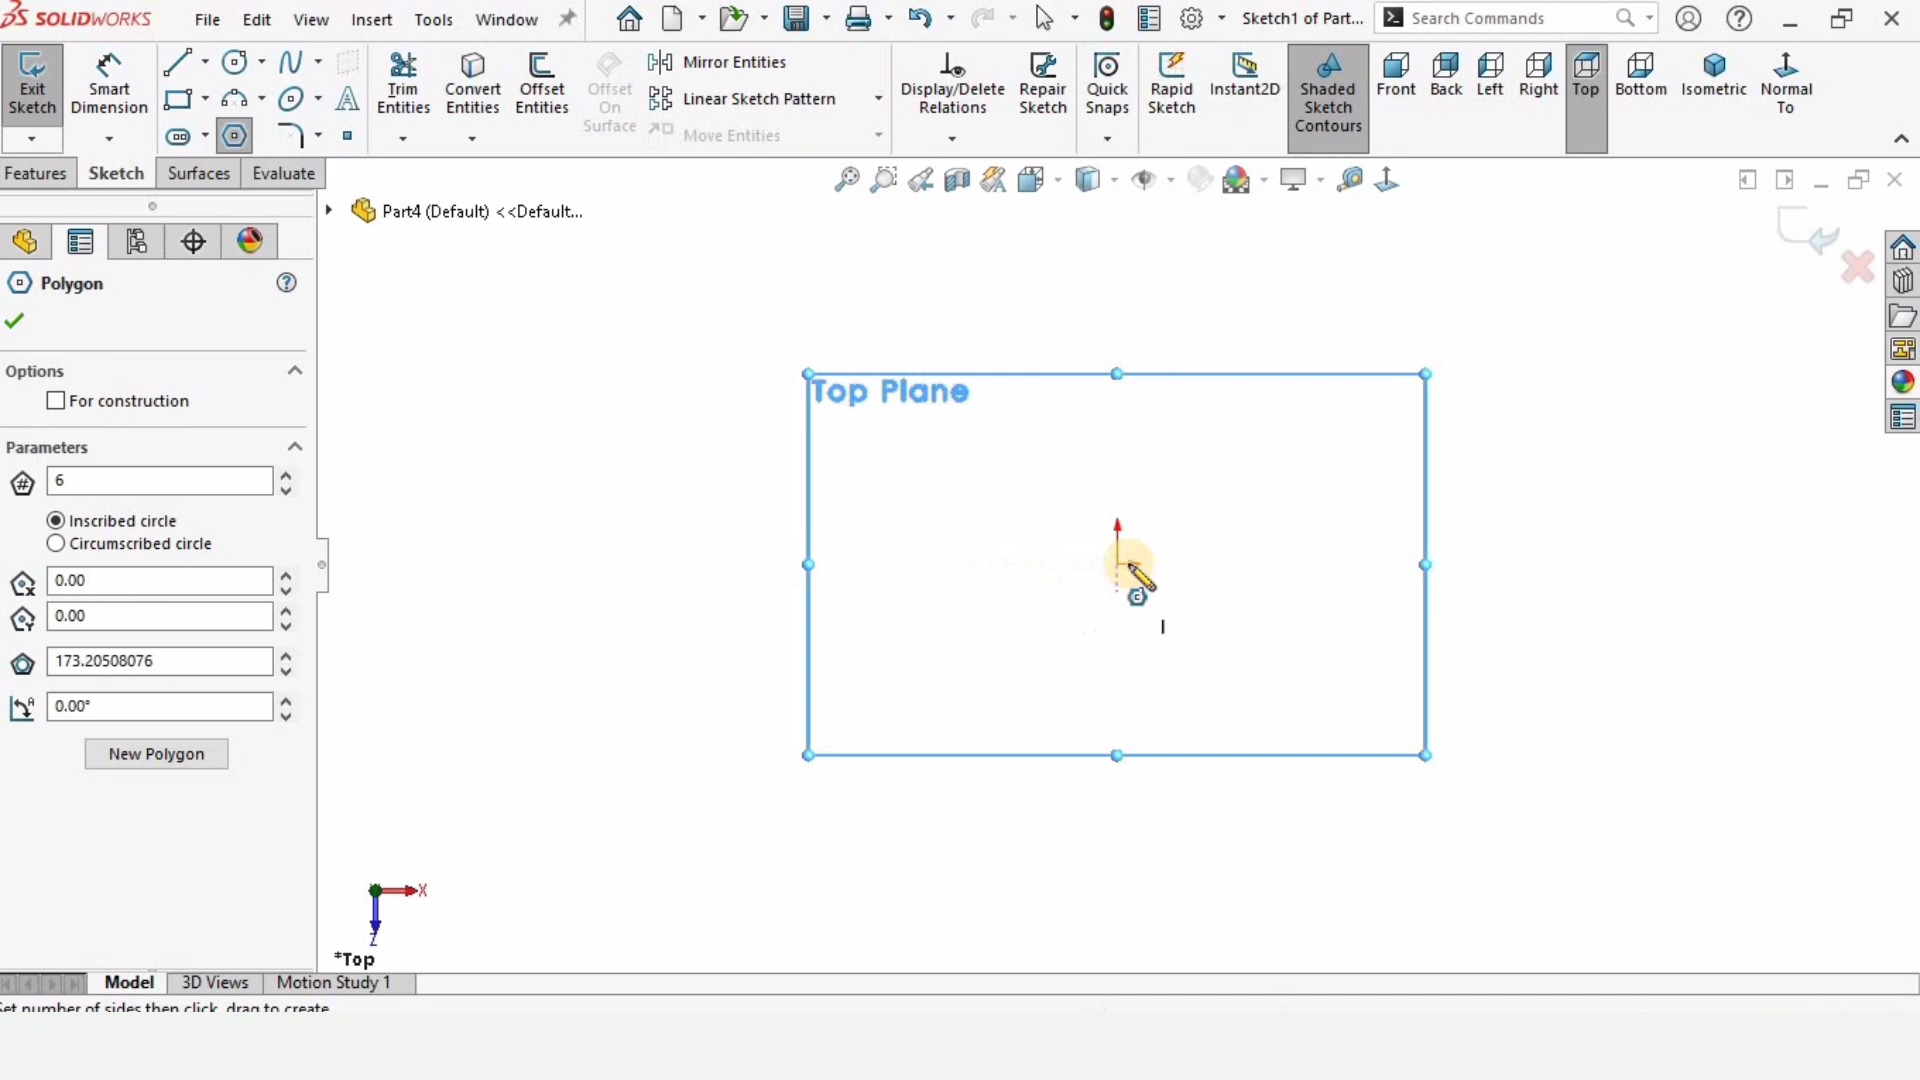 SOLIDWORKS File Edit View Insert Tools Window Sketch1 of Part... Search Commands
Exit Sketch
Smart Dimension
Trim Entities
Convert Entities
Offset Entities
Offset On Surface
Mirror Entities
Linear Sketch Pattern
Move Entities
Display/Delete Relations
Repair Sketch
Quick Snaps
Rapid Sketch
Instant2D
Shaded Sketch Contours
Front Back Left Right Top Bottom Isometric Normal To
Features Sketch Surfaces Evaluate
Part4 (Default) <<Default...
Polygon
Options
For construction
Parameters
6
Inscribed circle
Circumscribed circle
0.00
0.00
173.20508076
0.00°
New Polygon
Top Plane
X
Z
*Top
Model 3D Views Motion Study 1
Set number of sides then click, drag to create